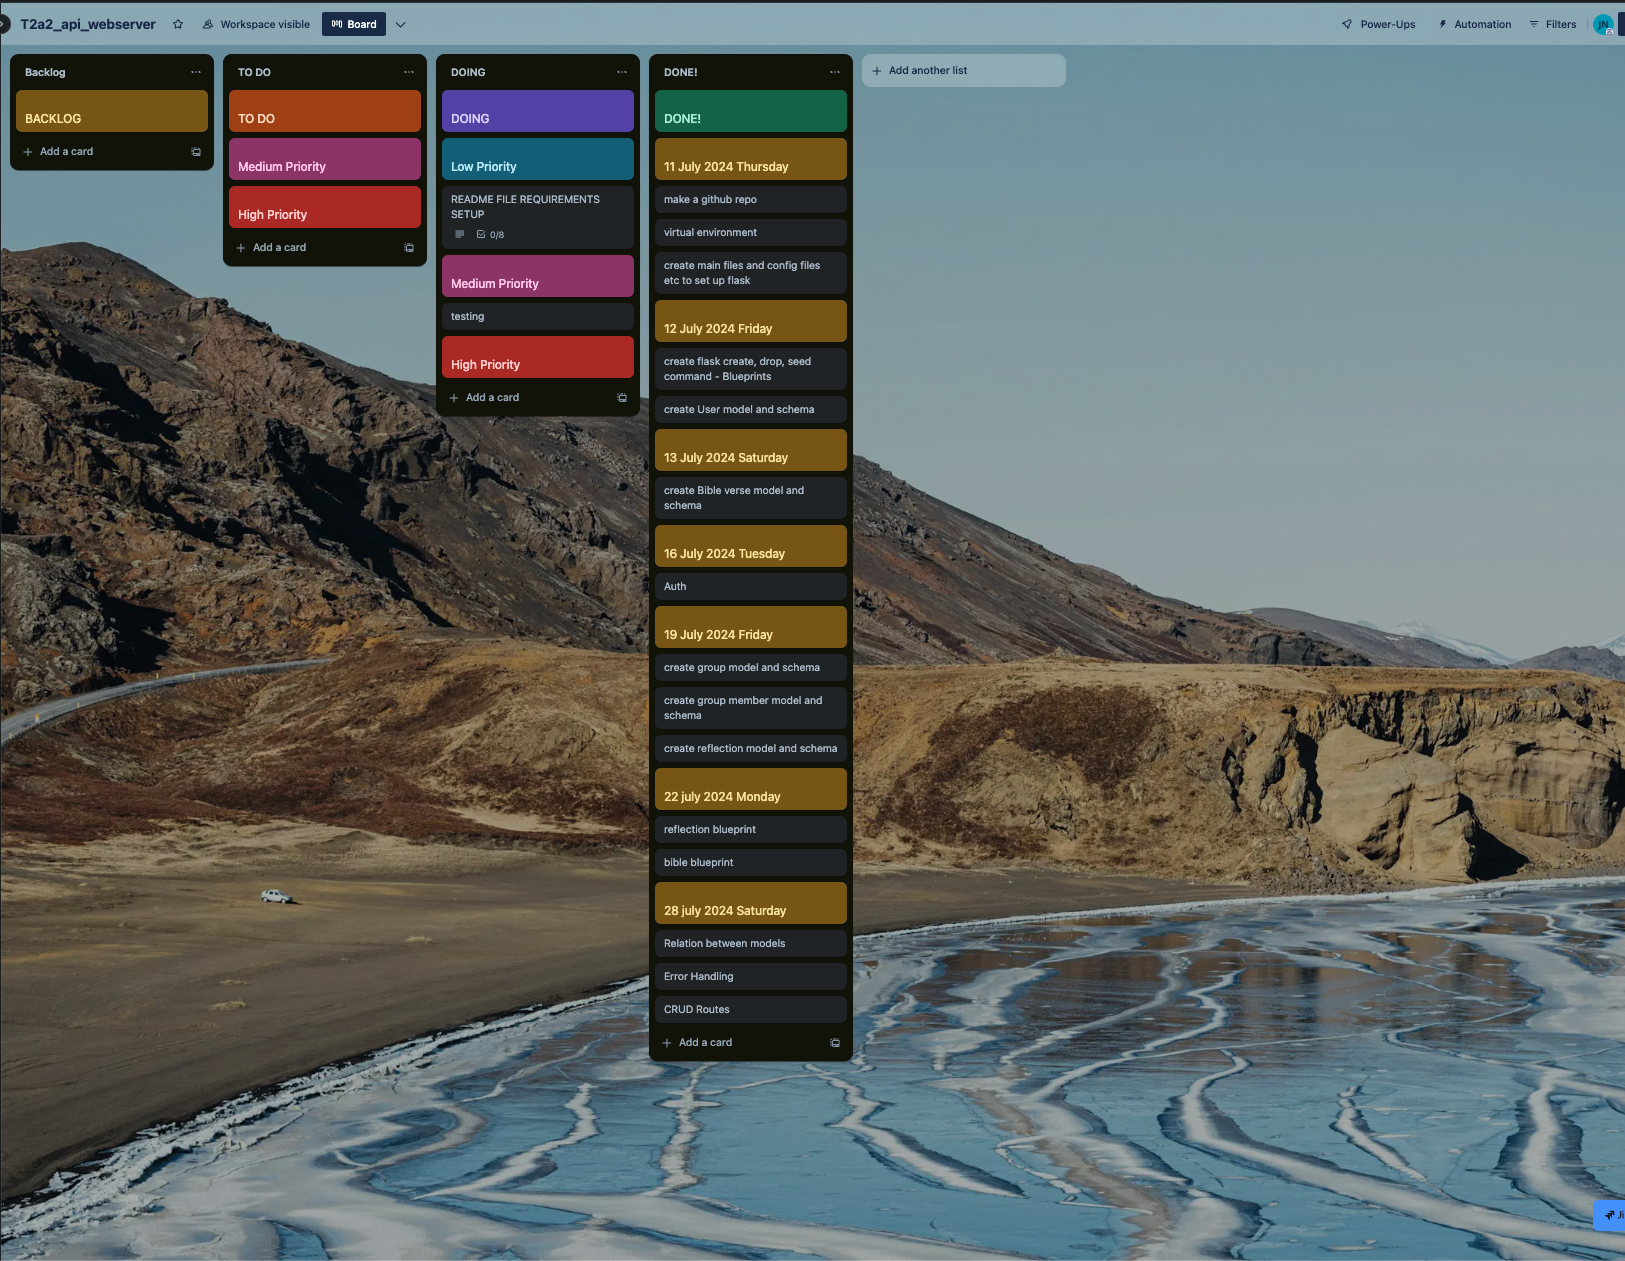 T2a2_api_webserver
Workspace visible
Board
Power-Ups
Automation
Filters
JN
Backlog
BACKLOG
Add a card
TO DO
TO DO
Medium Priority
High Priority
Add a card
DOING
DOING
Low Priority
README FILE REQUIREMENTS
SETUP
0/8
Medium Priority
testing
High Priority
Add a card
DONE!
DONE!
11 July 2024 Thursday
make a github repo
virtual environment
create main files and config files
etc to set up flask
12 July 2024 Friday
create flask create, drop, seed
command - Blueprints
create User model and schema
13 July 2024 Saturday
create Bible verse model and
schema
16 July 2024 Tuesday
Auth
19 July 2024 Friday
create group model and schema
create group member model and
schema
create reflection model and schema
22 july 2024 Monday
reflection blueprint
bible blueprint
28 july 2024 Saturday
Relation between models
Error Handling
CRUD Routes
Add a card
Add another list
Ji